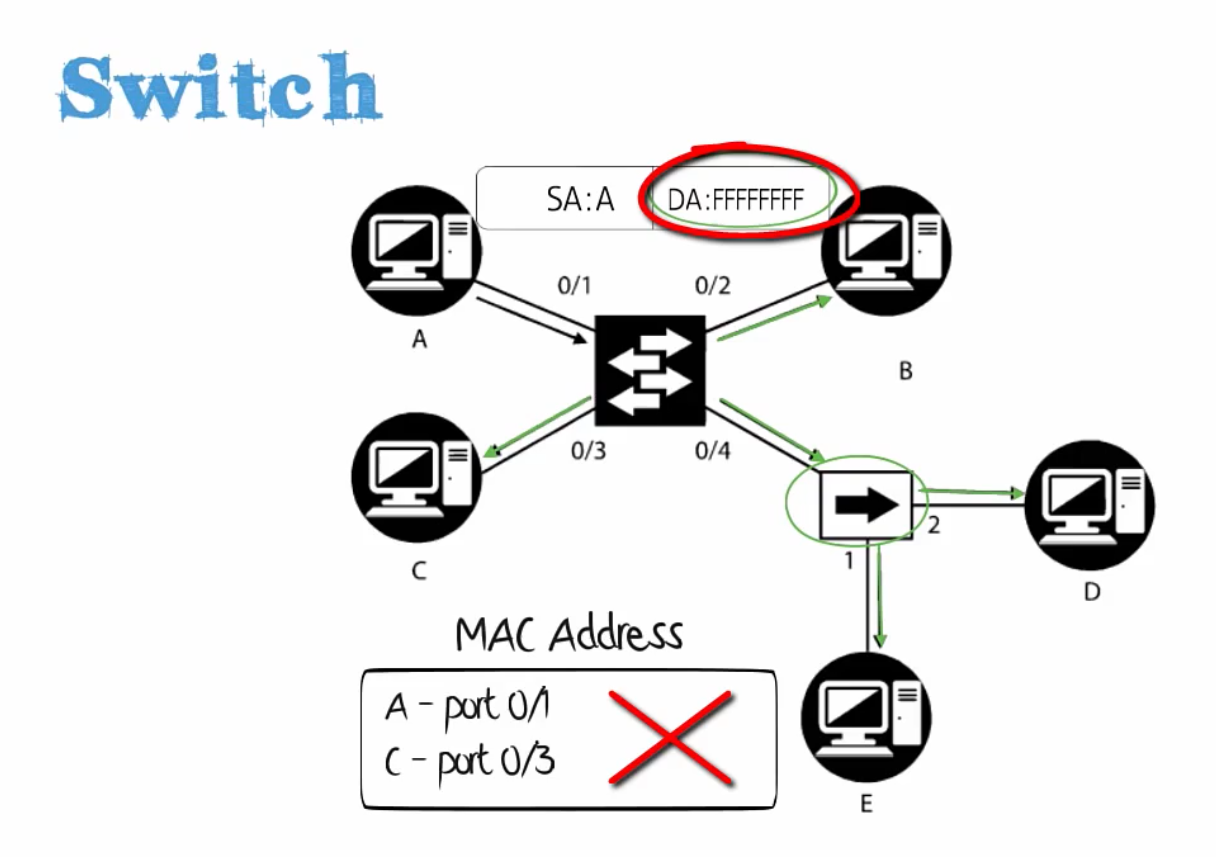 Switch
SA:A DA:FFFFFFFF
0/1 0/2
A
B
0/3 0/4
C
2
1
D
MAC Address
A - port 0/1
C - port 0/3
E